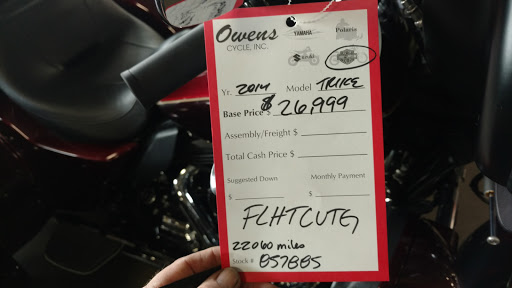 Owens
YAMAHA
Polaris
CYCLE, INC.
Suzuki
Yr. 2014 Model TRIKE
Base Price $ 26,999
Assembly/Freight $
Total Cash Price $
Suggested Down Monthly Payment
$ $
FLHTCUTG
22060 miles
Stock # 857885